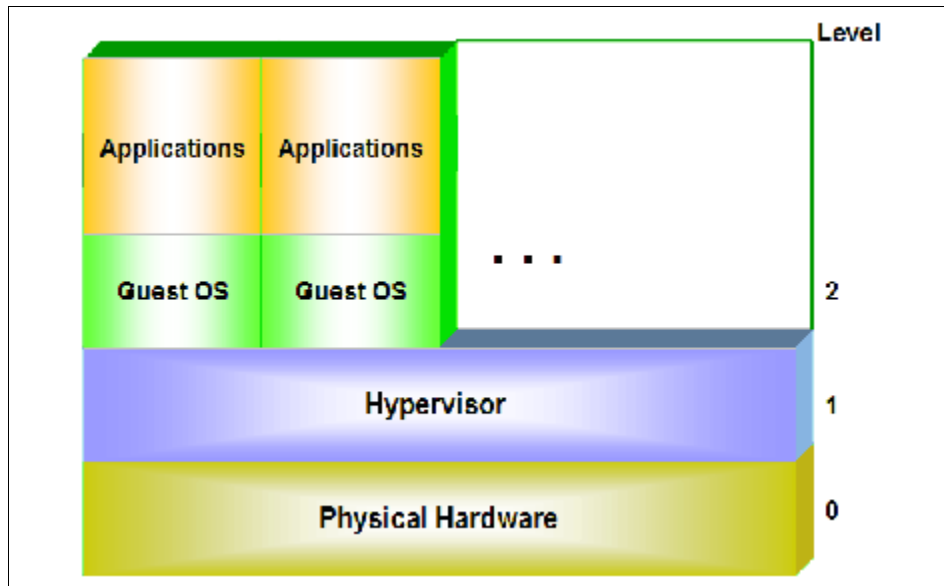 Level
Applications Applications
. . .
Guest OS Guest OS 2
Hypervisor 1
Physical Hardware 0